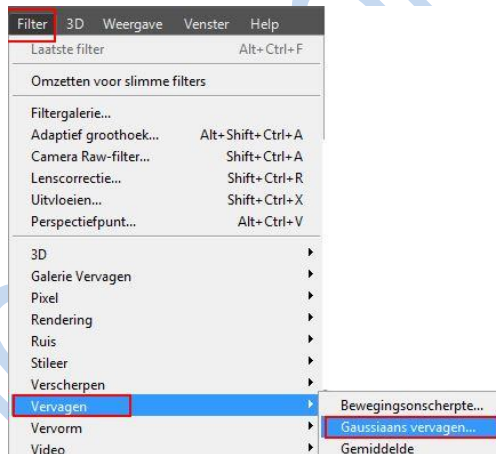 Filter 3D Weergave Venster Help
Laatste filter Alt+Ctrl+F
Omzetten voor slimme filters
Filtergalerie...
Adaptief groothoek... Alt+Shift+Ctrl+A
Camera Raw-filter... Shift+Ctrl+A
Lenscorrectie... Shift+Ctrl+R
Uitvloeien... Shift+Ctrl+X
Perspectiefpunt... Alt+Ctrl+V
3D
Galerie Vervagen
Pixel
Rendering
Ruis
Stileer
Verscherpen
Vervagen Bewegingsonscherpte...
Vervorm Gaussiaans vervagen...
Video Gemiddelde